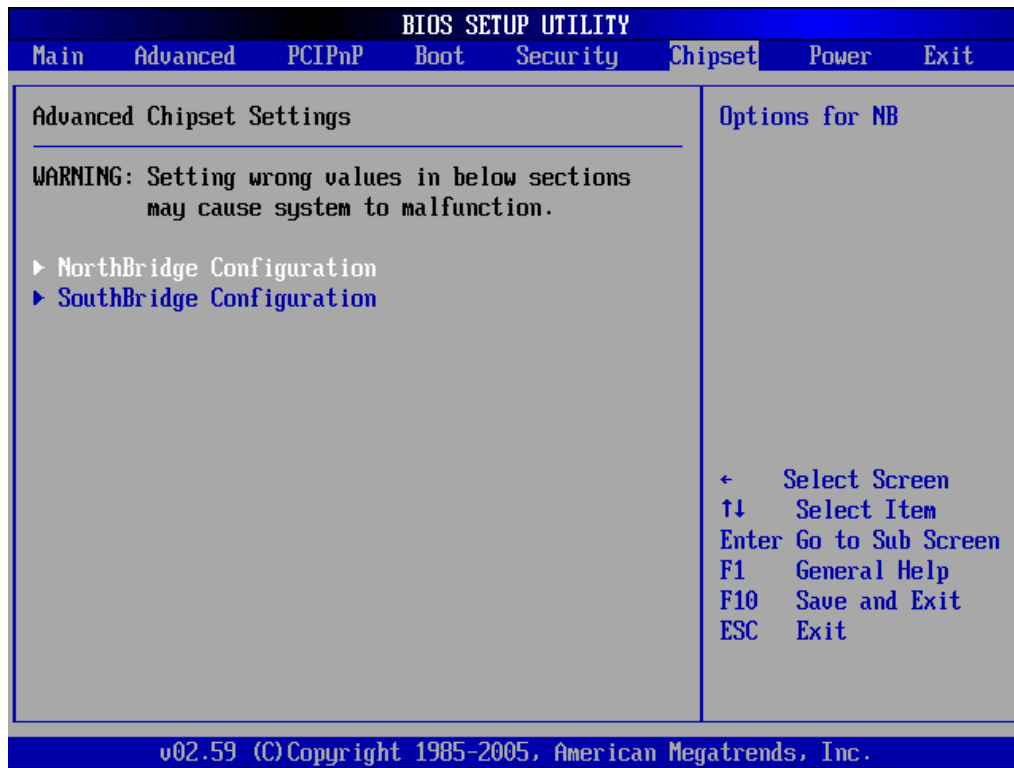 BIOS SETUP UTILITY
Main Advanced PCIPnP Boot Security Chipset Power Exit
Advanced Chipset Settings
WARNING: Setting wrong values in below sections
may cause system to malfunction.
▶ NorthBridge Configuration
▶ SouthBridge Configuration
Options for NB
← Select Screen
↑↓ Select Item
Enter Go to Sub Screen
F1 General Help
F10 Save and Exit
ESC Exit
v02.59 (C)Copyright 1985-2005, American Megatrends, Inc.